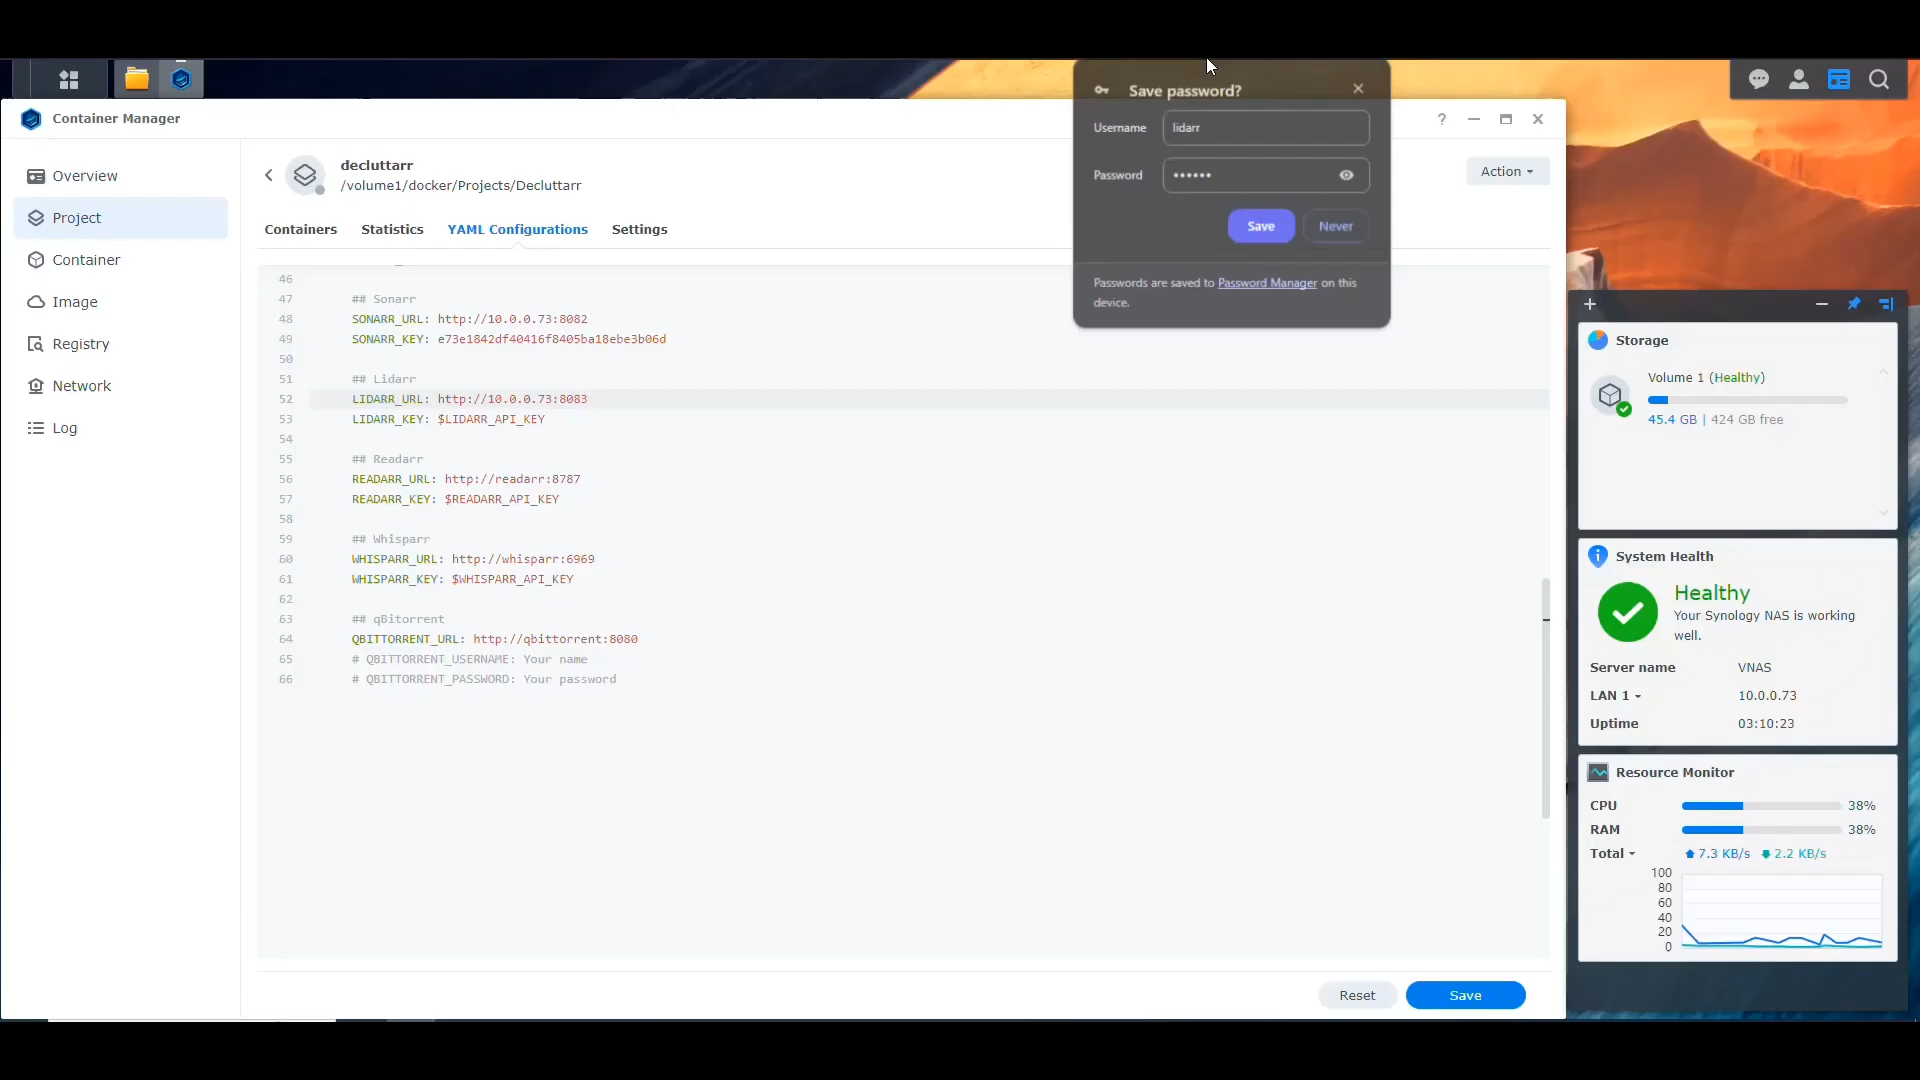 Container Manager
Overview
Project
Container
Image
Registry
Network
Log
decluttarr
/volume1/docker/Projects/Decluttarr
Action
Containers
Statistics
YAML Configurations
Settings
46
47 ## Sonarr
48 SONARR_URL: http://10.0.0.73:8082
49 SONARR_KEY: e73e1842df40416f8405ba18ebe3b06d
50
51 ## Lidarr
52 LIDARR_URL: http://10.0.0.73:8083
53 LIDARR_KEY: $LIDARR_API_KEY
54
55 ## Readarr
56 READARR_URL: http://readarr:8787
57 READARR_KEY: $READARR_API_KEY
58
59 ## Whisparr
60 WHISPARR_URL: http://whisparr:6969
61 WHISPARR_KEY: $WHISPARR_API_KEY
62
63 ## qBitorrent
64 QBITTORRENT_URL: http://qbittorrent:8080
65 # QBITTORRENT_USERNAME: Your name
66 # QBITTORRENT_PASSWORD: Your password
Reset
Save
Save password?
Username lidarr
Password ••••••
Save
Never
Passwords are saved to Password Manager on this
device.
Storage
Volume 1 (Healthy)
45.4 GB | 424 GB free
System Health
Healthy
Your Synology NAS is working
well.
Server name VNAS
LAN 1 10.0.0.73
Uptime 03:10:23
Resource Monitor
CPU 38%
RAM 38%
Total 7.3 KB/s 2.2 KB/s
100
80
60
40
20
0